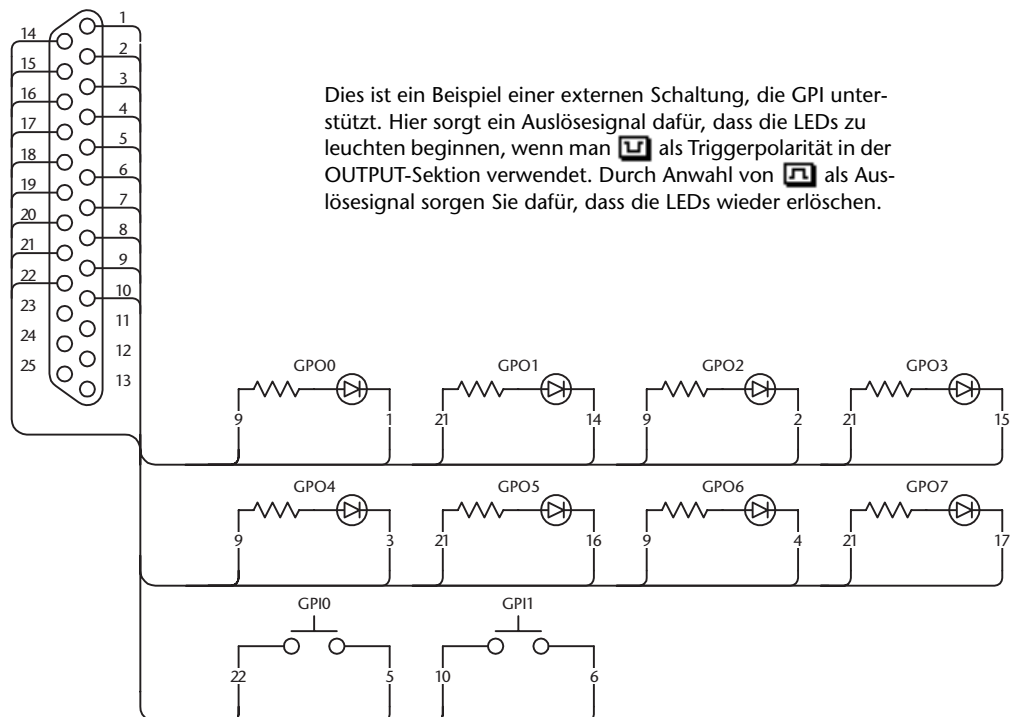 1
14
2
15
3
16
4
17
5
18
6
19
7
20
8
21
9
22
10
23
11
24
12
25
13
Dies ist ein Beispiel einer externen Schaltung, die GPI unter-
stützt. Hier sorgt ein Auslösesignal dafür, dass die LEDs zu
leuchten beginnen, wenn man als Triggerpolarität in der
OUTPUT-Sektion verwendet. Durch Anwahl von als Aus-
lösesignal sorgen Sie dafür, dass die LEDs wieder erlöschen.
GPO0 GPO1 GPO2 GPO3
9 1 21 14 9 2 21 15
GPO4 GPO5 GPO6 GPO7
9 3 21 16 9 4 21 17
GPI0 GPI1
22 5 10 6